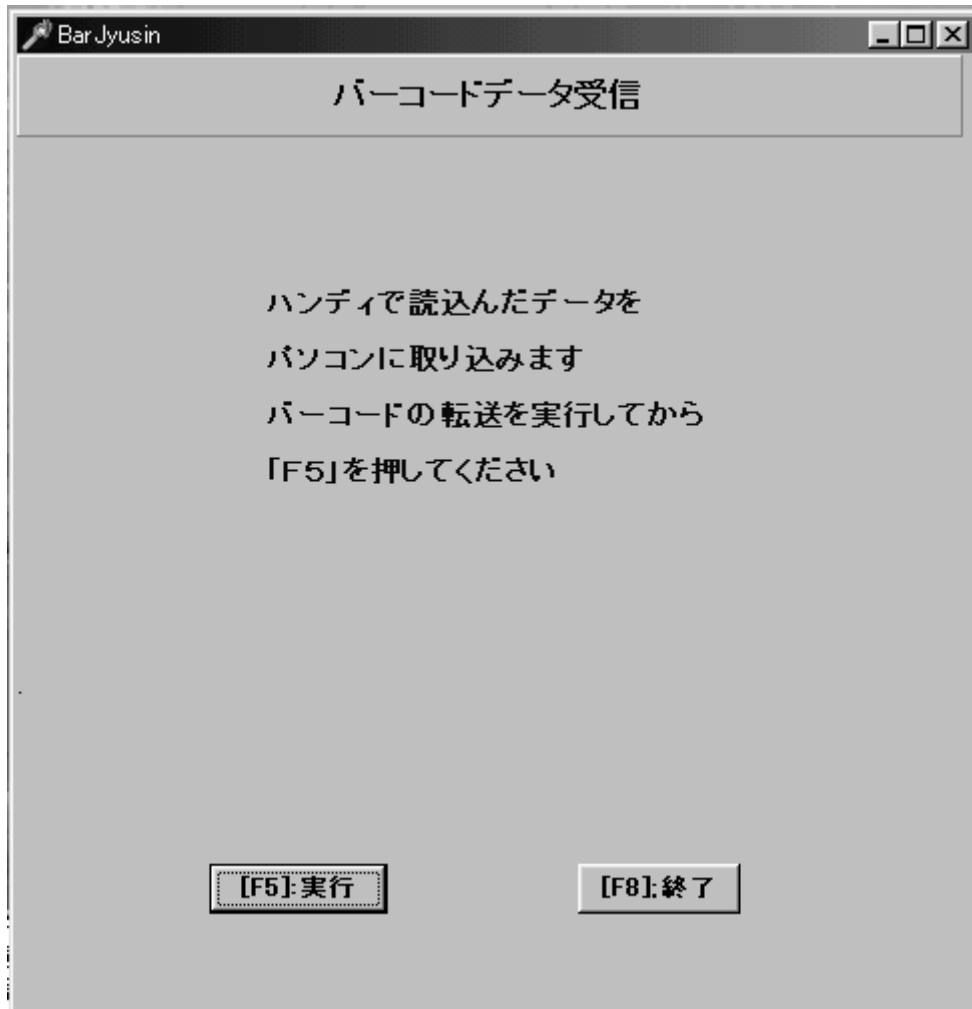 BarJyusin
バーコードデータ受信
ハンディで読込んだデータを
パソコンに取り込みます
バーコードの転送を実行してから
「F5」を押してください
[F5]:実行
[F8]:終了